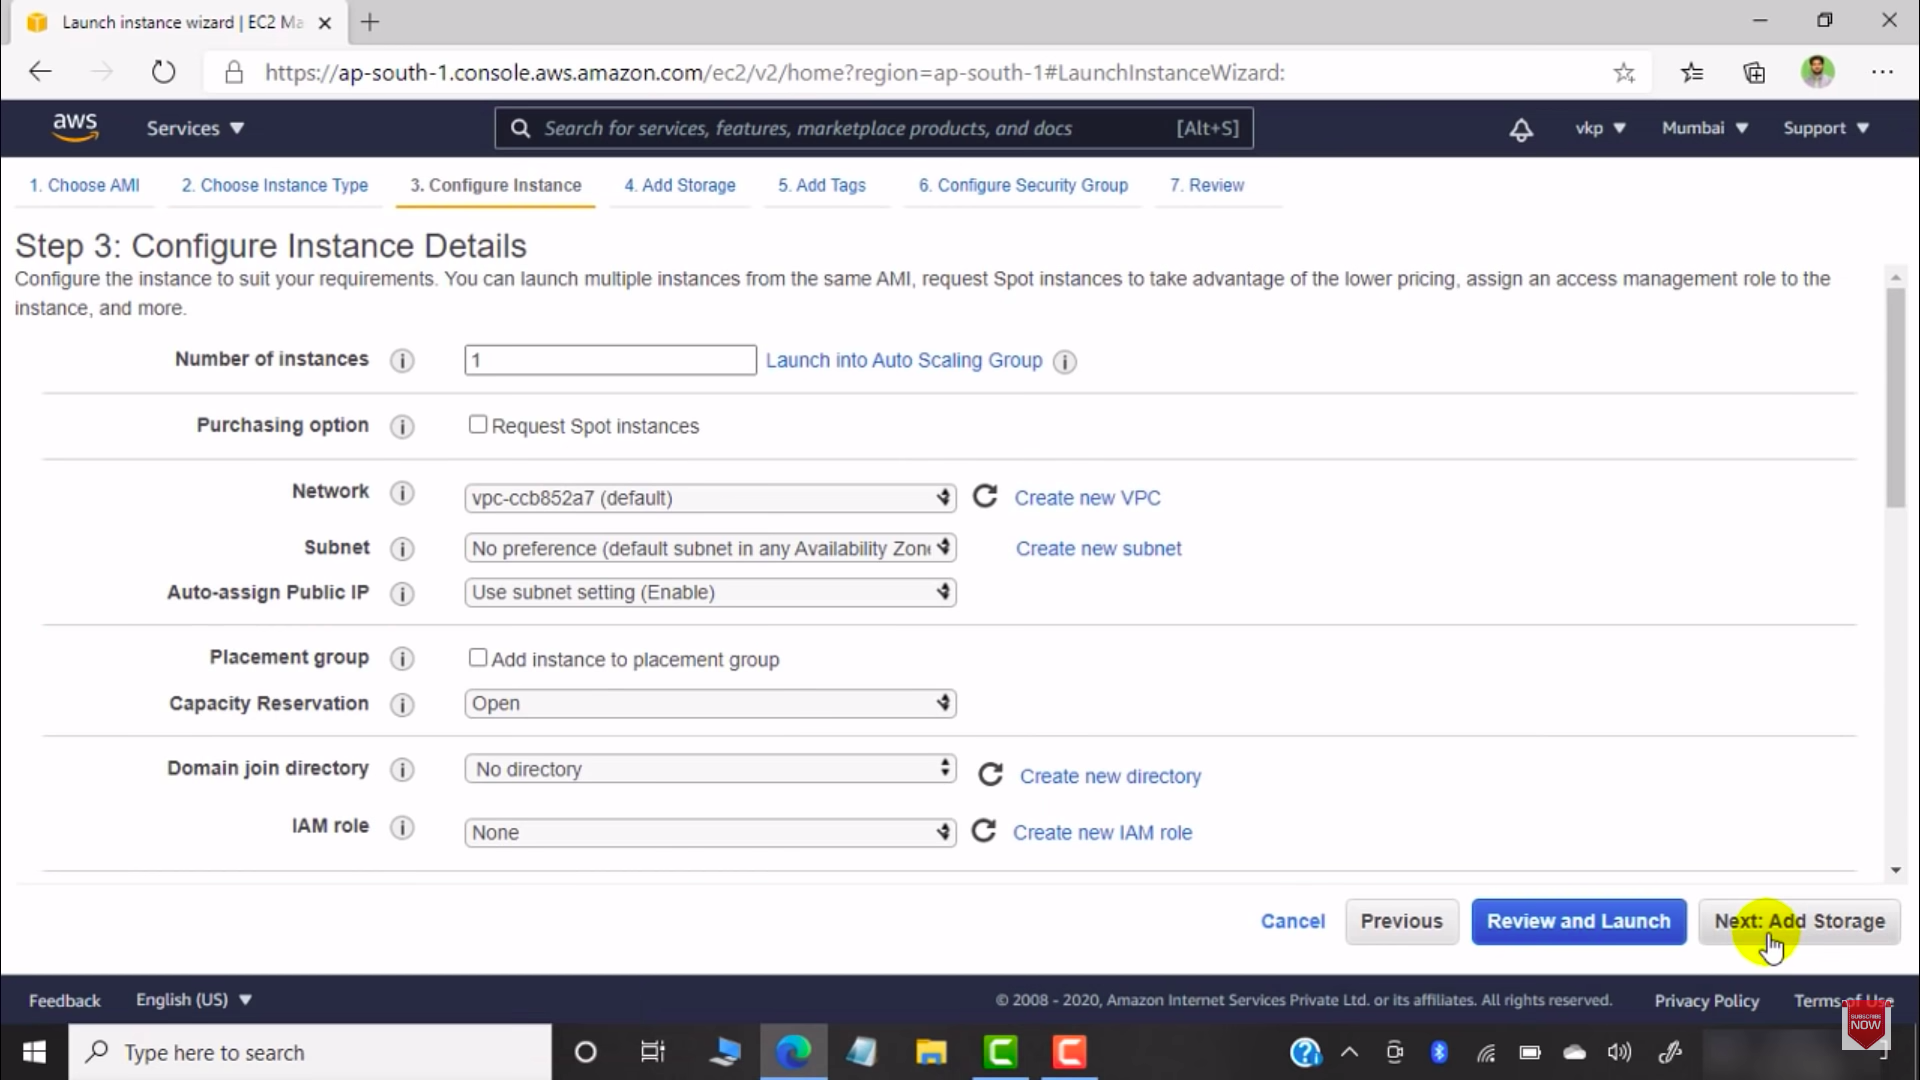 Launch instance wizard | EC2 Ma
https://ap-south-1.console.aws.amazon.com/ec2/v2/home?region=ap-south-1#LaunchInstanceWizard:
aws Services Search for services, features, marketplace products, and docs [Alt+S] vkp Mumbai Support
1. Choose AMI 2. Choose Instance Type 3. Configure Instance 4. Add Storage 5. Add Tags 6. Configure Security Group 7. Review
Step 3: Configure Instance Details
Configure the instance to suit your requirements. You can launch multiple instances from the same AMI, request Spot instances to take advantage of the lower pricing, assign an access management role to the
instance, and more.
Number of instances 1 Launch into Auto Scaling Group
Purchasing option Request Spot instances
Network vpc-ccb852a7 (default) Create new VPC
Subnet No preference (default subnet in any Availability Zone Create new subnet
Auto-assign Public IP Use subnet setting (Enable)
Placement group Add instance to placement group
Capacity Reservation Open
Domain join directory No directory Create new directory
IAM role None Create new IAM role
Cancel Previous Review and Launch Next: Add Storage
Feedback English (US) © 2008 - 2020, Amazon Internet Services Private Ltd. or its affiliates. All rights reserved. Privacy Policy Terms of Use
SUBSCRIBE
NOW
Type here to search